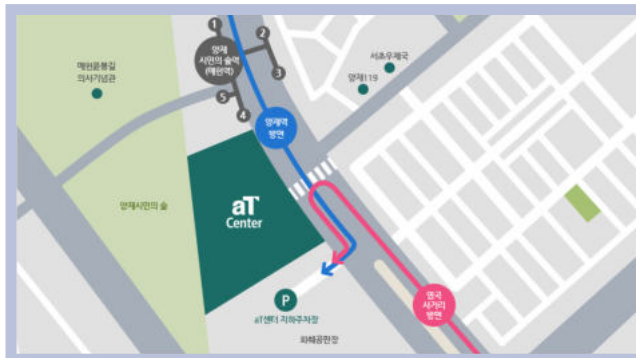 1
2
양재
시민의 숲역
(매헌역)
3
5
4
매헌윤봉길
의사기념관
서초우체국
양재119
양재역
방면
양재시민의 숲
aT
Center
P
aT센터 지하주차장
화훼공판장
염곡
사거리
방면